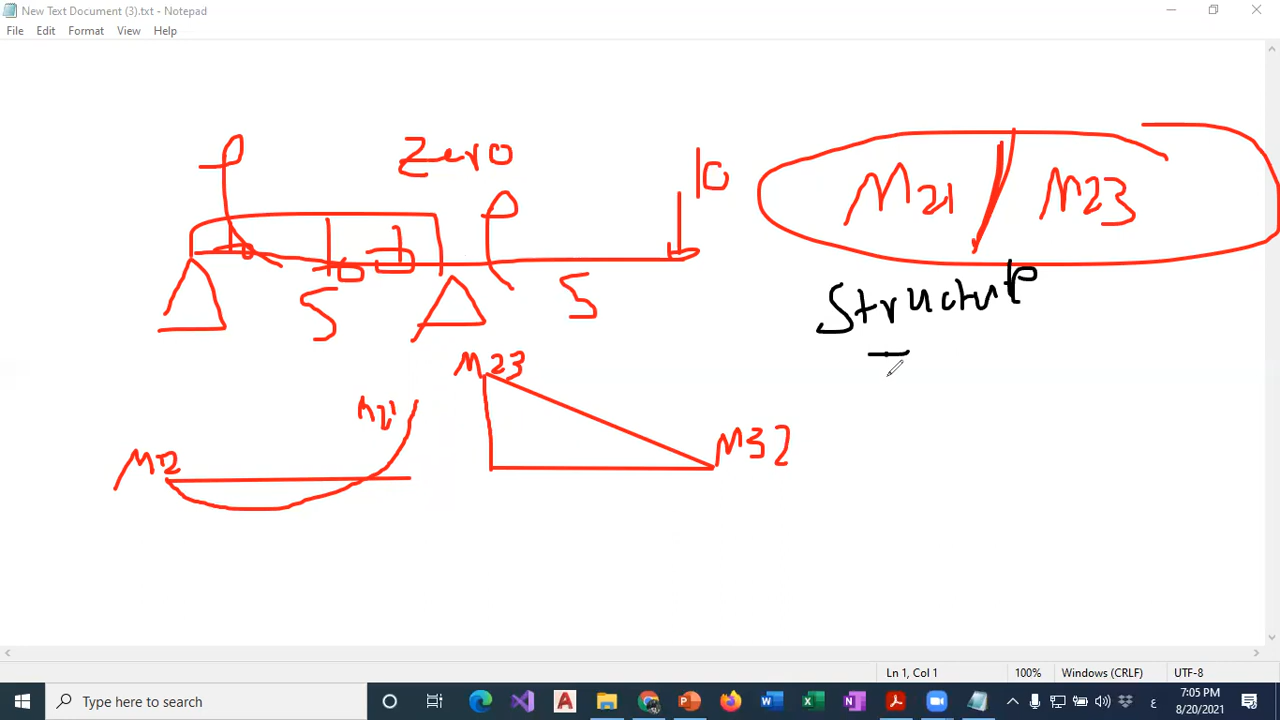 New Text Document (3).txt - Notepad
File Edit Format View Help
Zero
10
M21 M23
5 5
Structur
M23
M21
M12
M32
Ln 1, Col 1 100% Windows (CRLF) UTF-8
Type here to search
ع
7:05 PM
8/20/2021